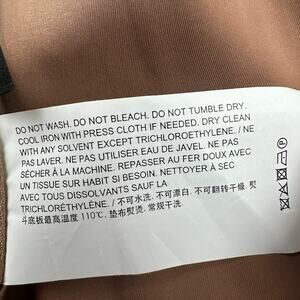 DO NOT WASH. DO NOT BLEACH. DO NOT TUMBLE DRY.
COOL IRON WITH PRESS CLOTH IF NEEDED. DRY CLEAN
WITH ANY SOLVENT EXCEPT TRICHLOROETHYLENE. / NE
PAS LAVER. NE PAS UTILISER EAU DE JAVEL. NE PAS
SÉCHER À LA MACHINE. REPASSER AU FER DOUX AVEC
UN TISSUE SUR HABIT SI BESOIN. NETTOYER À SEC
AVEC TOUS DISSOLVANTS SAUF LA
TRICHLORÉTHYLÈNE. / 不可水洗. 不可漂白. 不可翻转干燥. 熨
斗底板最高温度 110℃, 垫布熨烫. 常规干洗.